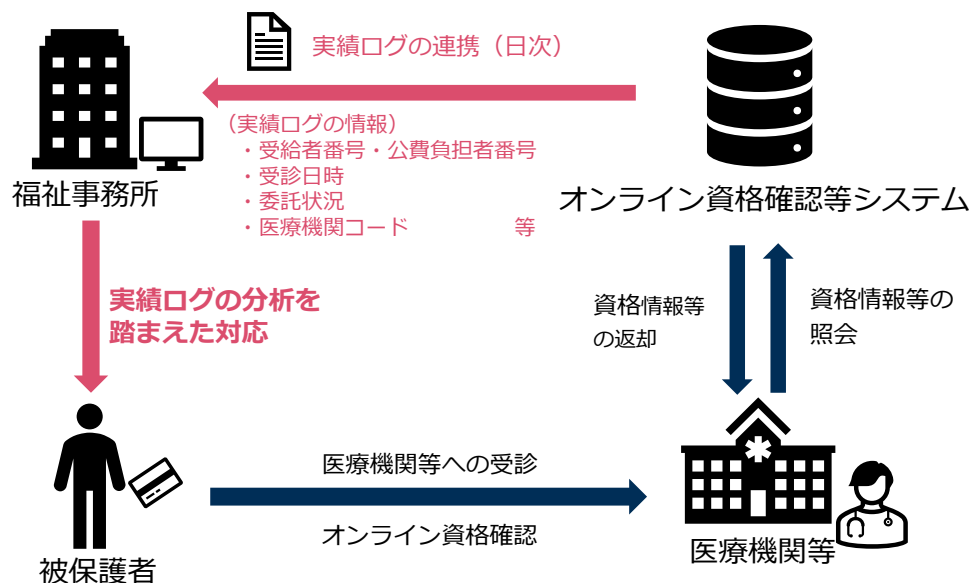 実績ログの連携（日次）
（実績ログの情報）
・受給者番号・公費負担者番号
・受診日時
・委託状況
・医療機関コード　　　　　等
福祉事務所
オンライン資格確認等システム
実績ログの分析を
踏まえた対応
資格情報等
の返却
資格情報等の
照会
医療機関等への受診
オンライン資格確認
被保護者
医療機関等